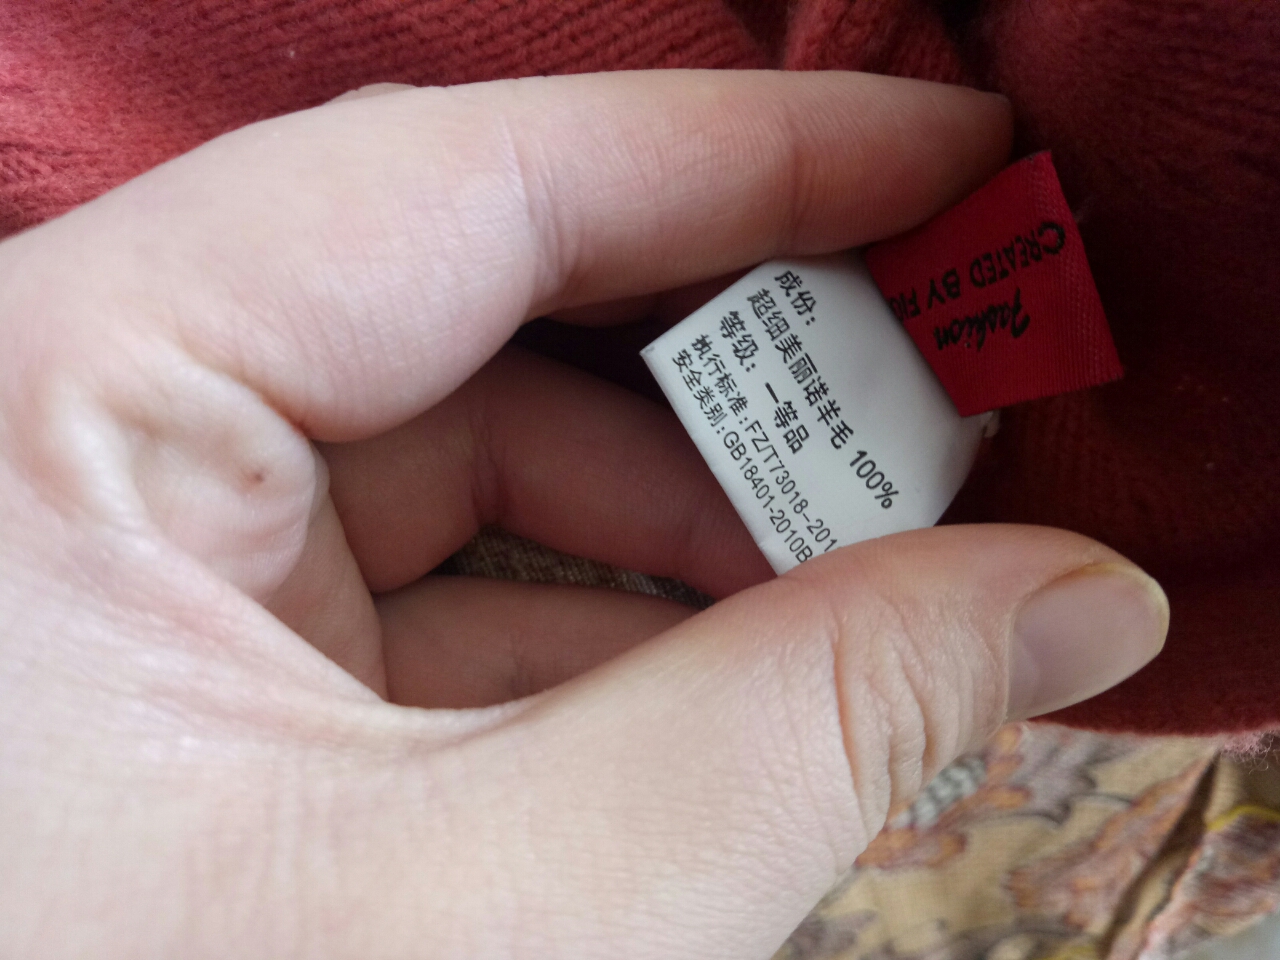 成份：
超细美丽诺羊毛 100%
等级：一等品
执行标准：FZ/T73018-201
安全类别：GB18401-2010B
CREATED BY
Fashion